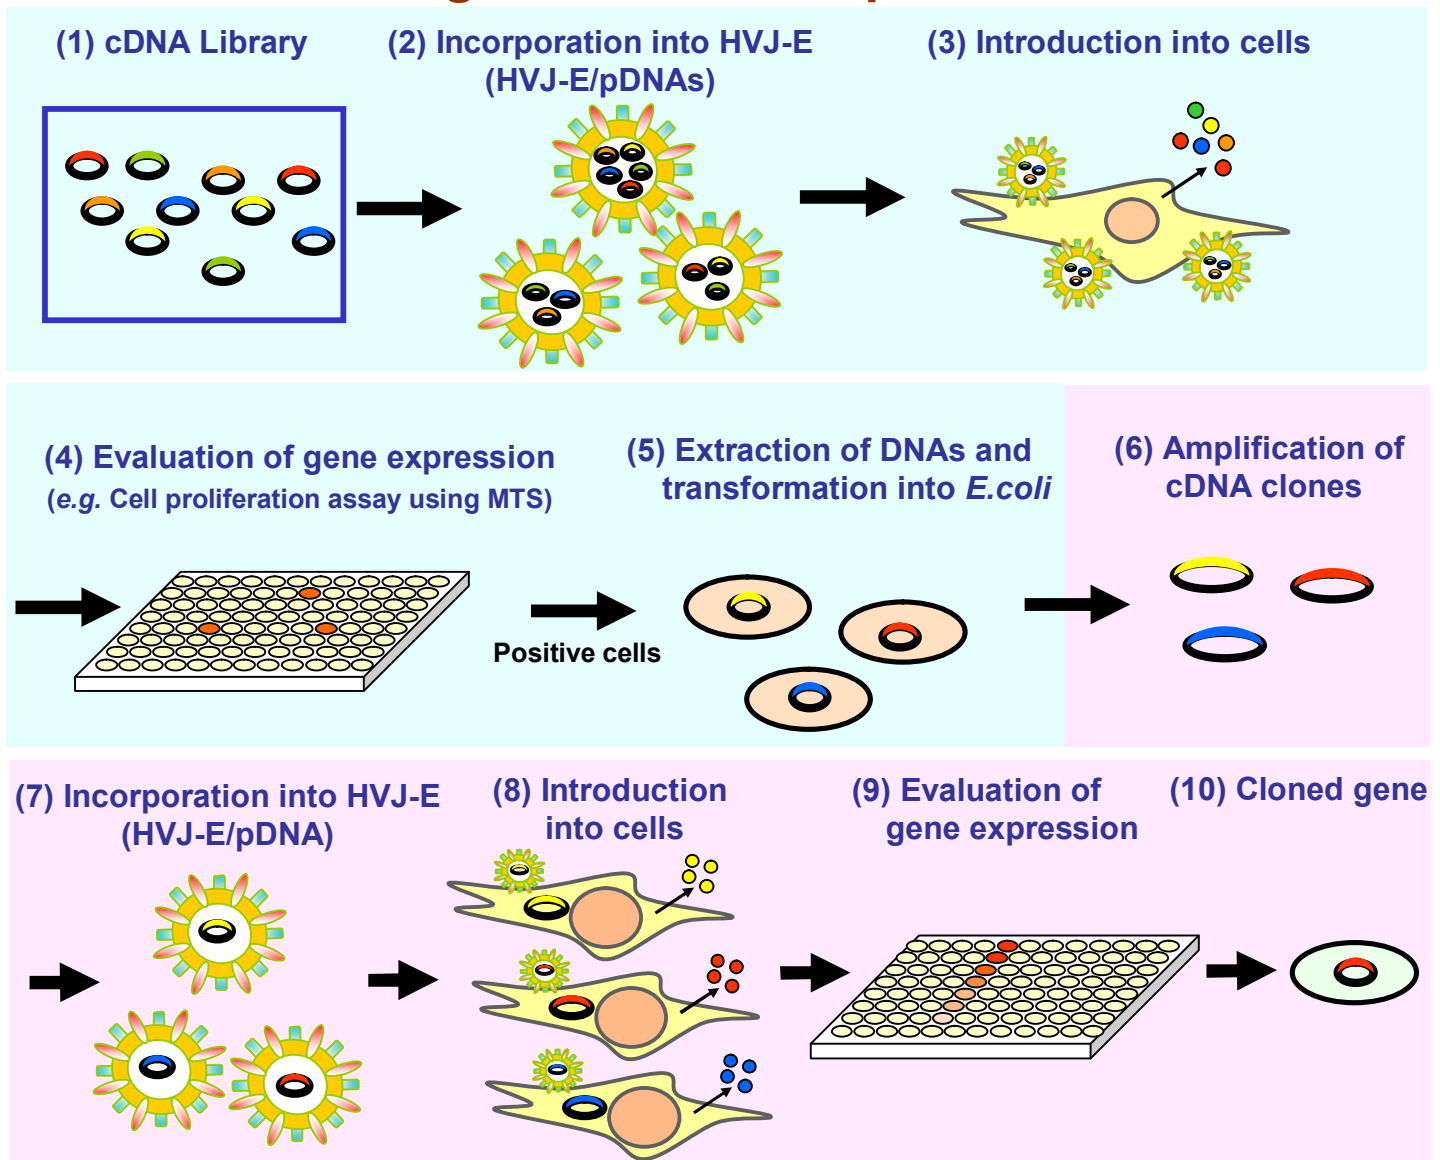 (1) cDNA Library
(2) Incorporation into HVJ-E
(HVJ-E/pDNAs)
(3) Introduction into cells
(4) Evaluation of gene expression
(e.g. Cell proliferation assay using MTS)
Positive cells
(5) Extraction of DNAs and
transformation into E.coli
(6) Amplification of
cDNA clones
(7) Incorporation into HVJ-E
(HVJ-E/pDNA)
(8) Introduction
into cells
(9) Evaluation of
gene expression
(10) Cloned gene